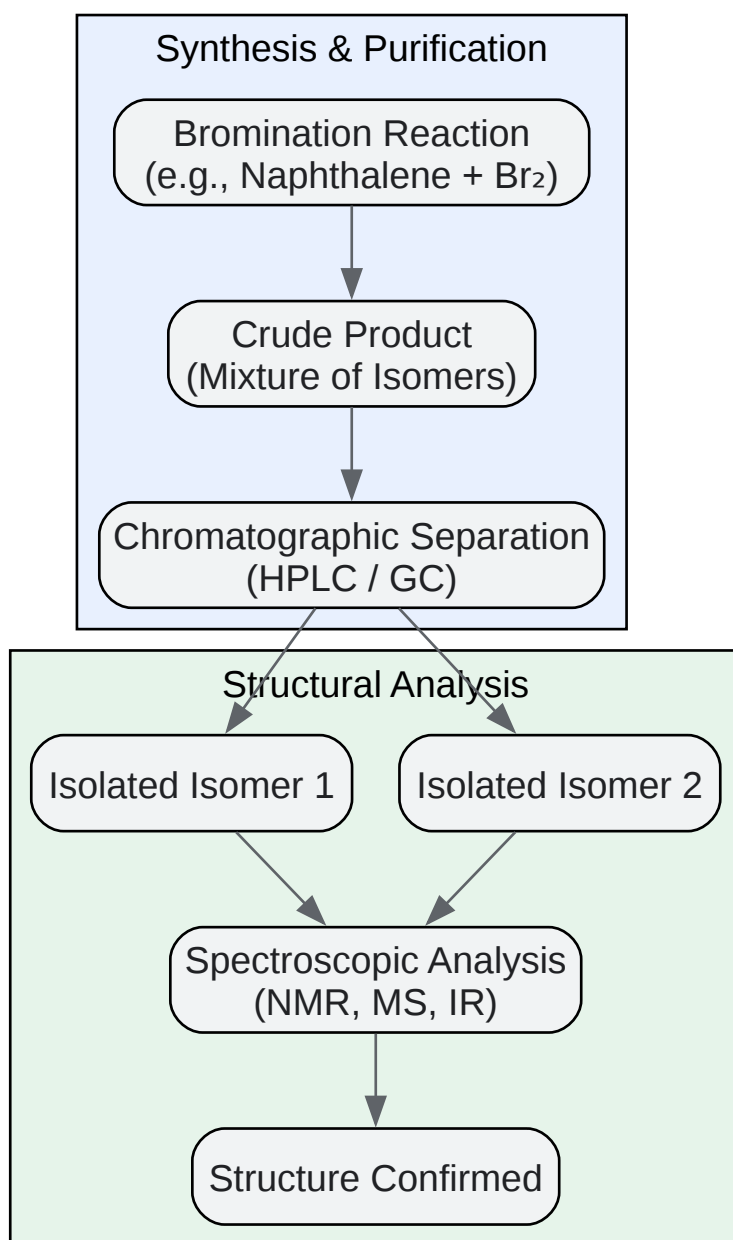 Synthesis & Purification
Bromination Reaction
(e.g., Naphthalene + Br₂)
Crude Product
(Mixture of Isomers)
Chromatographic Separation
(HPLC / GC)
Structural Analysis
Isolated Isomer 1
Isolated Isomer 2
Spectroscopic Analysis
(NMR, MS, IR)
Structure Confirmed